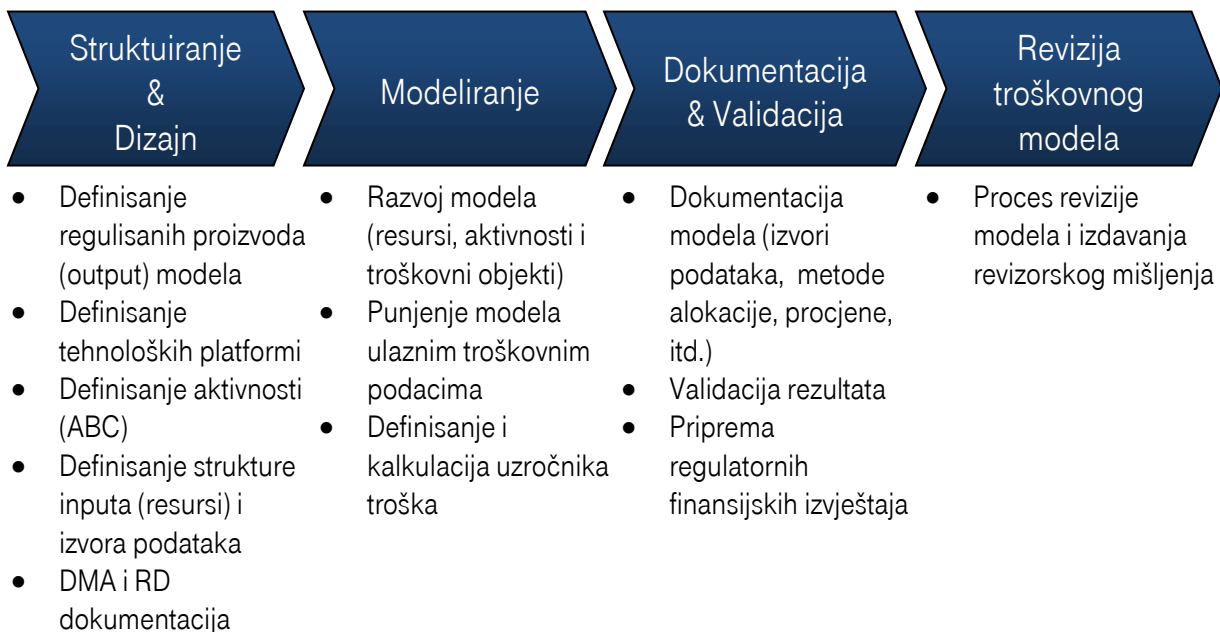 Struktuiranje
&
Dizajn
Modeliranje
Dokumentacija
& Validacija
Revizija
troškovnog
modela
• Definisanje
regulisanih proizvoda
(output) modela
• Definisanje
tehnoloških platformi
• Definisanje aktivnosti
(ABC)
• Definisanje strukture
inputa (resursi) i
izvora podataka
• DMA i RD
dokumentacija
• Razvoj modela
(resursi, aktivnosti i
troškovni objekti)
• Punjenje modela
ulaznim troškovnim
podacima
• Definisanje i
kalkulacija uzročnika
troška
• Dokumentacija
modela (izvori
podataka, metode
alokacije, procjene,
itd.)
• Validacija rezultata
• Priprema
regulatornih
finansijskih izvještaja
• Proces revizije
modela i izdavanja
revizorskog mišljenja